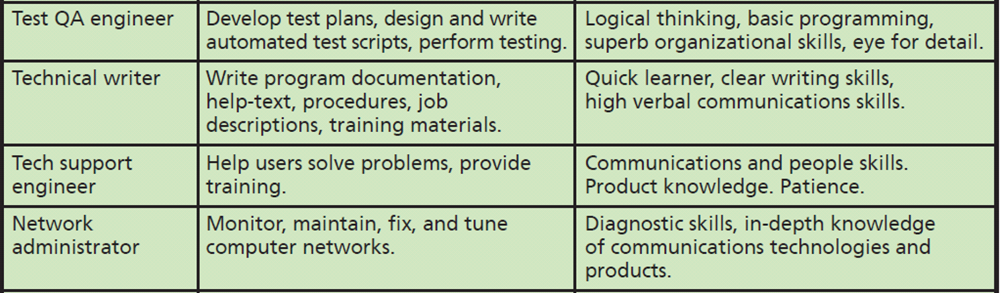 Test QA engineer
Develop test plans, design and write
automated test scripts, perform testing.
Logical thinking, basic programming,
superb organizational skills, eye for detail.
Technical writer
Write program documentation,
help-text, procedures, job
descriptions, training materials.
Quick learner, clear writing skills,
high verbal communications skills.
Tech support
engineer
Help users solve problems, provide
training.
Communications and people skills.
Product knowledge. Patience.
Network
administrator
Monitor, maintain, fix, and tune
computer networks.
Diagnostic skills, in-depth knowledge
of communications technologies and
products.